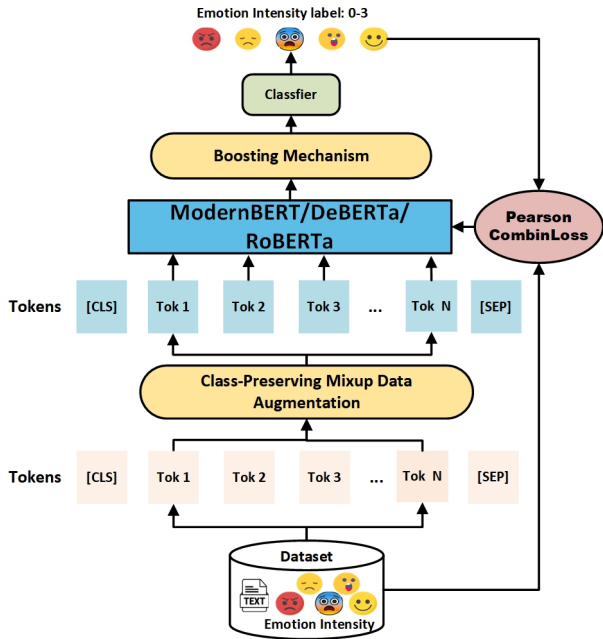 Emotion Intensity label: 0-3
Classfier
Boosting Mechanism
ModernBERT/DeBERTa/
RoBERTa
Pearson
CombinLoss
Tokens [CLS] Tok 1 Tok 2 Tok 3 ... Tok N [SEP]
Class-Preserving Mixup Data
Augmentation
Tokens [CLS] Tok 1 Tok 2 Tok 3 ... Tok N [SEP]
Dataset
TEXT
Emotion Intensity